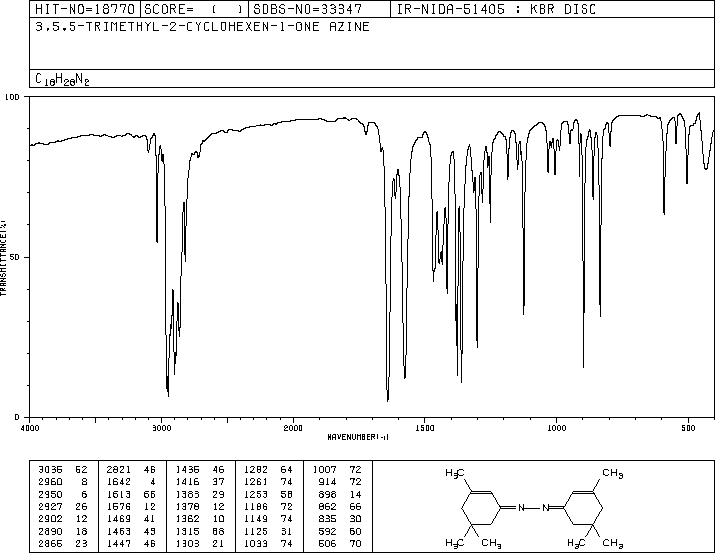 HIT-NO=18770 SCORE= ( ) SDBS-NO=33347 IR-NIDA-51405 : KBR DISC
3.5.5-TRIMETHYL-2-CYCLOHEXEN-1-ONE AZINE
C18H28N2
100
50
0
TRANSMITTANCE(%)
4000 3000 2000 1500 1000 500
WAVENUMBER(-1)
3036 52 2821 46 1436 46 1282 64 1007 72
2960 8 1642 4 1416 37 1261 74 914 72
2950 6 1613 66 1383 29 1253 58 898 14
2927 26 1576 12 1378 12 1186 72 862 66
2902 12 1469 41 1362 10 1149 74 835 30
2890 18 1463 49 1315 68 1125 31 592 60
2866 23 1447 46 1303 21 1033 74 506 70
H3C CH3
N N
CH3 CH3
H3C H3C